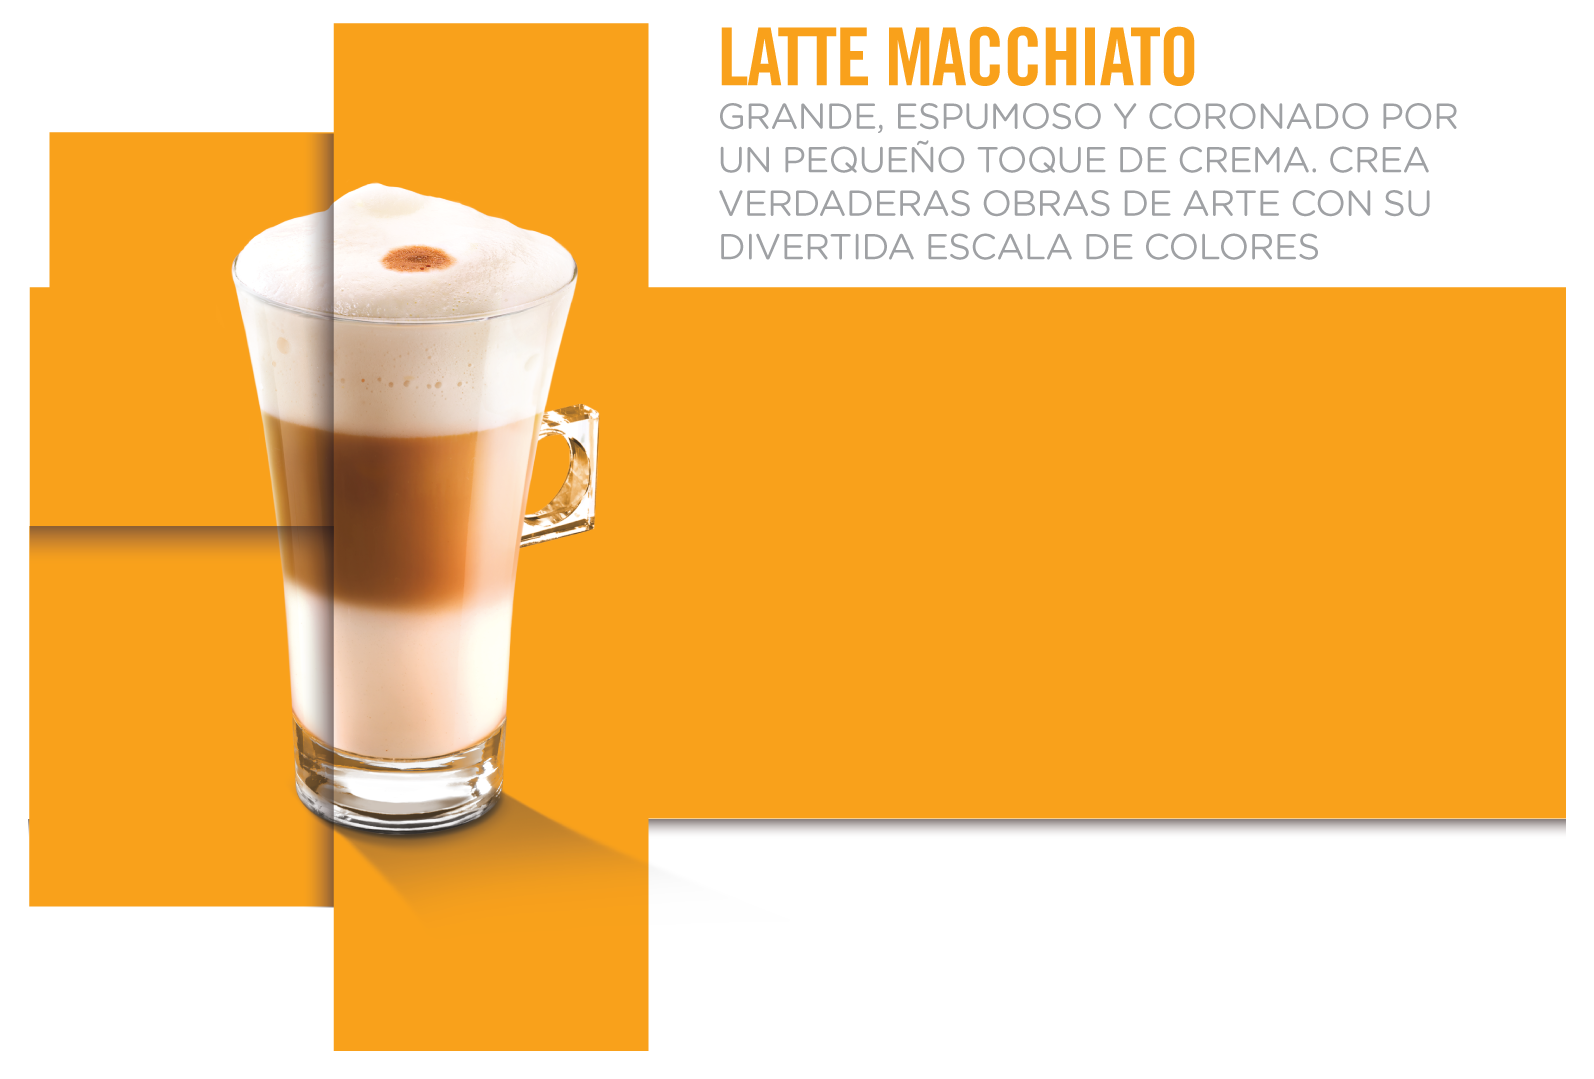 LATTE MACCHIATO
GRANDE, ESPUMOSO Y CORONADO POR
UN PEQUEÑO TOQUE DE CREMA. CREA
VERDADERAS OBRAS DE ARTE CON SU
DIVERTIDA ESCALA DE COLORES